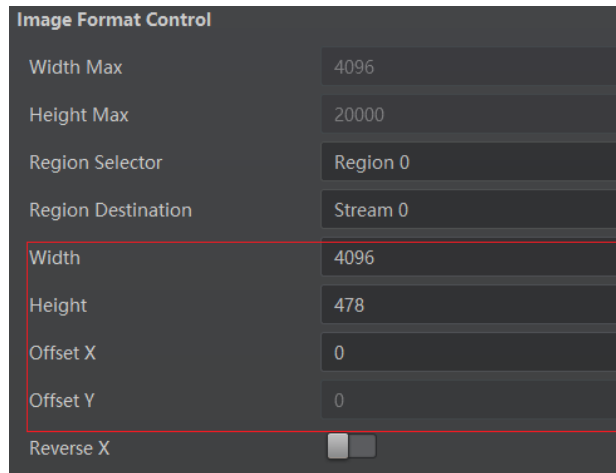 Image Format Control
Width Max 4096
Height Max 20000
Region Selector Region 0
Region Destination Stream 0
Width 4096
Height 478
Offset X 0
Offset Y 0
Reverse X